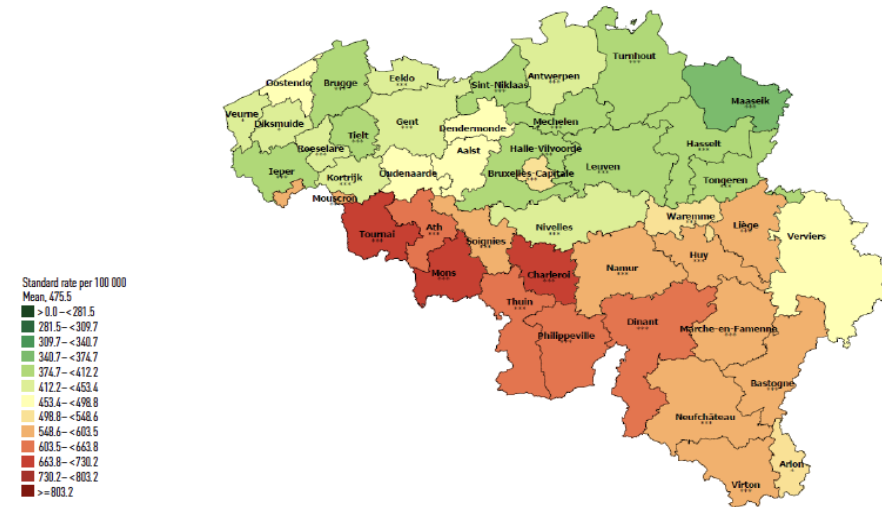 Turnhout
***
Antwerpen
***
Oostende
Brugge
***
Eeklo
***
Sint-Niklaas
***
Maaseik
***
Veurne
*
Diksmuide
*
Gent
***
Tielt
***
Dendermonde
Mechelen
***
Roeselare
***
Aalst
Halle-Vilvoorde
***
Hasselt
***
Ieper
***
Kortrijk
***
Oudenaarde
Bruxelles-Capitale
***
Leuven
***
Tongeren
***
Mouscron
***
Tournai
***
Ath
***
Soignies
***
Nivelles
***
Waremme
***
Liège
***
Verviers
Mons
***
Charleroi
***
Namur
***
Huy
***
Thuin
***
Philippeville
***
Dinant
***
Marche-en-Famenne
***
Bastogne
***
Neufchâteau
***
Arlon
*
Virton
***
Standard rate per 100 000
Mean, 475.5
> 0.0– <281.5
281.5– <309.7
309.7– <340.7
340.7– <374.7
374.7– <412.2
412.2– <453.4
453.4– <498.8
498.8– <548.6
548.6– <603.5
603.5– <663.8
663.8– <730.2
730.2– <803.2
>=803.2